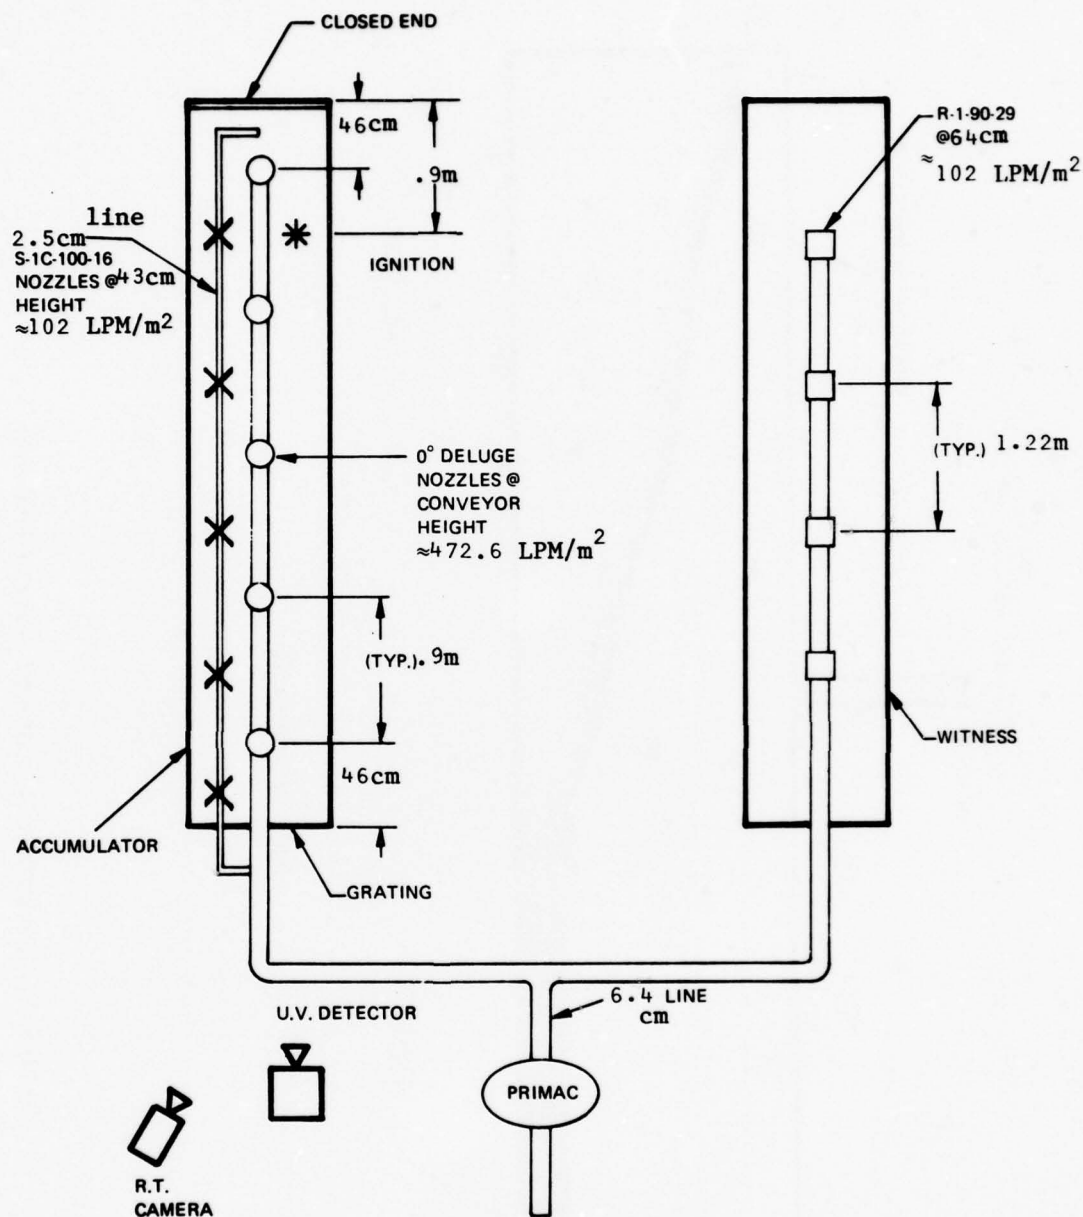 CLOSED END
46cm
.9m
IGNITION
line
2.5cm
S-1C-100-16
NOZZLES @43cm
HEIGHT
≈102 LPM/m²
R-1-90-29
@64cm
≈
102 LPM/m²
0° DELUGE
NOZZLES @
CONVEYOR
HEIGHT
≈472.6 LPM/m²
(TYP.) 1.22m
(TYP.) .9m
46cm
WITNESS
ACCUMULATOR
GRATING
6.4 LINE
cm
U.V. DETECTOR
PRIMAC
R.T.
CAMERA